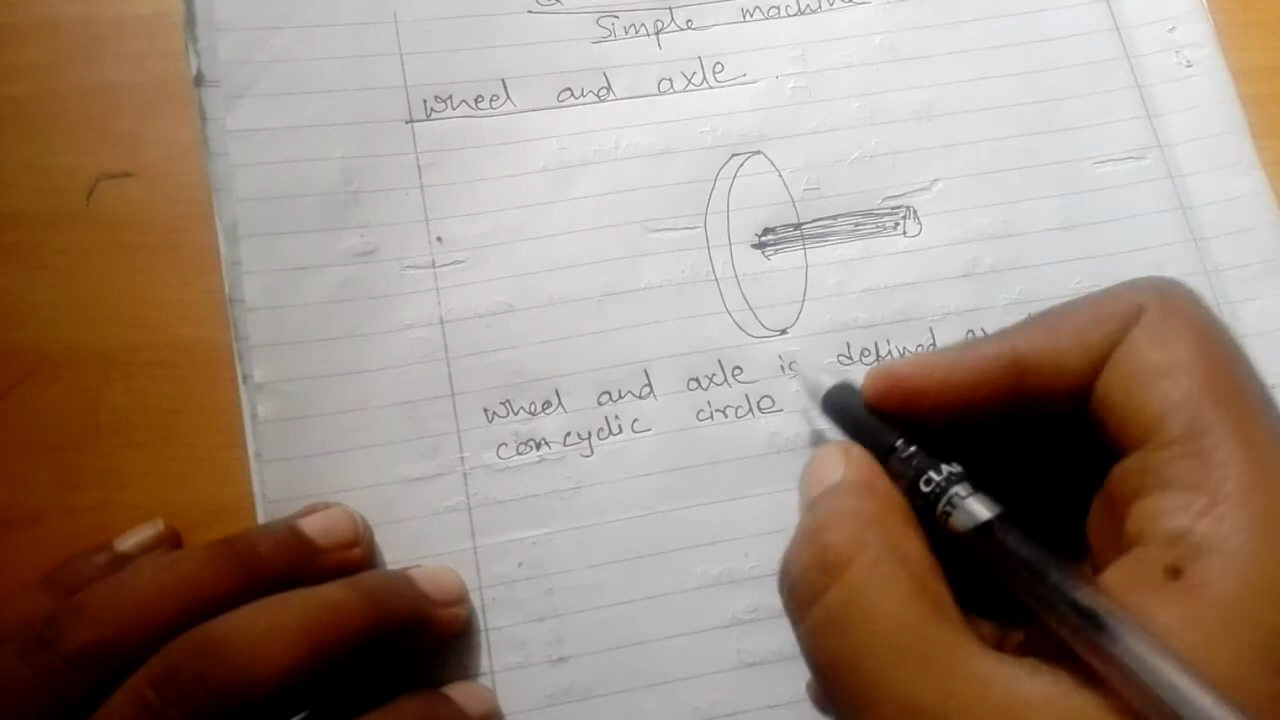 Simple machine
wheel and axle
wheel and axle is defined
concyclic circle